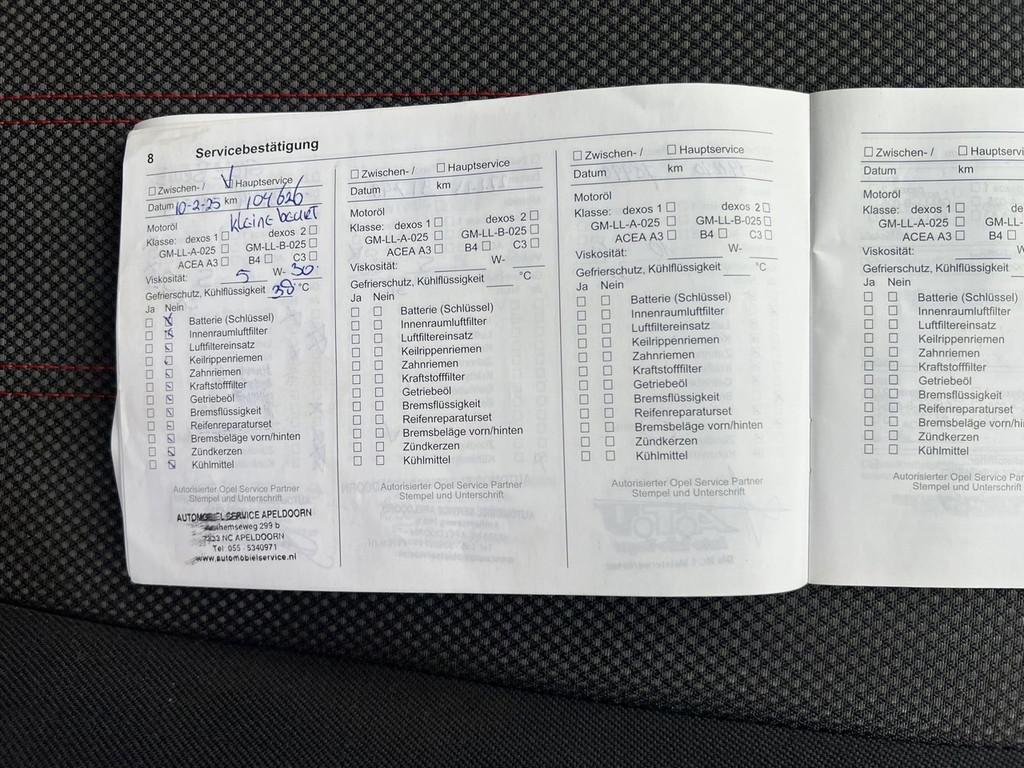 8 Servicebestätigung
☐ Zwischen- / ☑ Hauptservice
Datum 10-2-25 km 104626
Motoröl Kleine beurt
Klasse: dexos 1 ☐ dexos 2 ☐
GM-LL-A-025 ☐ GM-LL-B-025 ☐
ACEA A3 ☐ B4 ☐ C3 ☐
Viskosität: 5 W- 30
Gefrierschutz, Kühlflüssigkeit °C
Ja Nein
☐ ☑ Batterie (Schlüssel)
☐ ☑ Innenraumluftfilter
☐ ☑ Luftfiltereinsatz
☐ ☑ Keilrippenriemen
☐ ☑ Zahnriemen
☐ ☑ Kraftstofffilter
☐ ☑ Getriebeöl
☐ ☑ Bremsflüssigkeit
☐ ☑ Reifenreparaturset
☐ ☑ Bremsbeläge vorn/hinten
☐ ☑ Zündkerzen
☐ ☑ Kühlmittel
Autorisierter Opel Service Partner
Stempel und Unterschrift
AUTOMOBIELSERVICE APELDOORN
299 b
7333 NC APELDOORN
Tel: 055 - 5340971
www.automobielservice.nl
☐ Zwischen- / ☐ Hauptservice
Datum km
Motoröl
Klasse: dexos 1 ☐ dexos 2 ☐
GM-LL-A-025 ☐ GM-LL-B-025 ☐
ACEA A3 ☐ B4 ☐ C3 ☐
Viskosität: W-
Gefrierschutz, Kühlflüssigkeit °C
Ja Nein
☐ ☐ Batterie (Schlüssel)
☐ ☐ Innenraumluftfilter
☐ ☐ Luftfiltereinsatz
☐ ☐ Keilrippenriemen
☐ ☐ Zahnriemen
☐ ☐ Kraftstofffilter
☐ ☐ Getriebeöl
☐ ☐ Bremsflüssigkeit
☐ ☐ Reifenreparaturset
☐ ☐ Bremsbeläge vorn/hinten
☐ ☐ Zündkerzen
☐ ☐ Kühlmittel
Autorisierter Opel Service Partner
Stempel und Unterschrift
☐ Zwischen- / ☐ Hauptservice
Datum km
Motoröl
Klasse: dexos 1 ☐ dexos 2 ☐
GM-LL-A-025 ☐ GM-LL-B-025 ☐
ACEA A3 ☐ B4 ☐ C3 ☐
Viskosität: W-
Gefrierschutz, Kühlflüssigkeit °C
Ja Nein
☐ ☐ Batterie (Schlüssel)
☐ ☐ Innenraumluftfilter
☐ ☐ Luftfiltereinsatz
☐ ☐ Keilrippenriemen
☐ ☐ Zahnriemen
☐ ☐ Kraftstofffilter
☐ ☐ Getriebeöl
☐ ☐ Bremsflüssigkeit
☐ ☐ Reifenreparaturset
☐ ☐ Bremsbeläge vorn/hinten
☐ ☐ Zündkerzen
☐ ☐ Kühlmittel
Autorisierter Opel Service Partner
Stempel und Unterschrift
☐ Zwischen- / ☐ Hauptservi
Datum km
Motoröl
Klasse: dexos 1 ☐ dexo
GM-LL-A-025 ☐ GM-LL-
ACEA A3 ☐ B4 ☐
Viskosität:
Gefrierschutz, Kühlflüssigkeit
Ja Nein
☐ ☐ Batterie (Schlüssel)
☐ ☐ Innenraumluftfilter
☐ ☐ Luftfiltereinsatz
☐ ☐ Keilrippenriemen
☐ ☐ Zahnriemen
☐ ☐ Kraftstofffilter
☐ ☐ Getriebeöl
☐ ☐ Bremsflüssigkeit
☐ ☐ Reifenreparaturset
☐ ☐ Bremsbeläge vorn/hin
☐ ☐ Zündkerzen
☐ ☐ Kühlmittel
Autorisierter Opel Service Pa
Stempel und Unterschrift